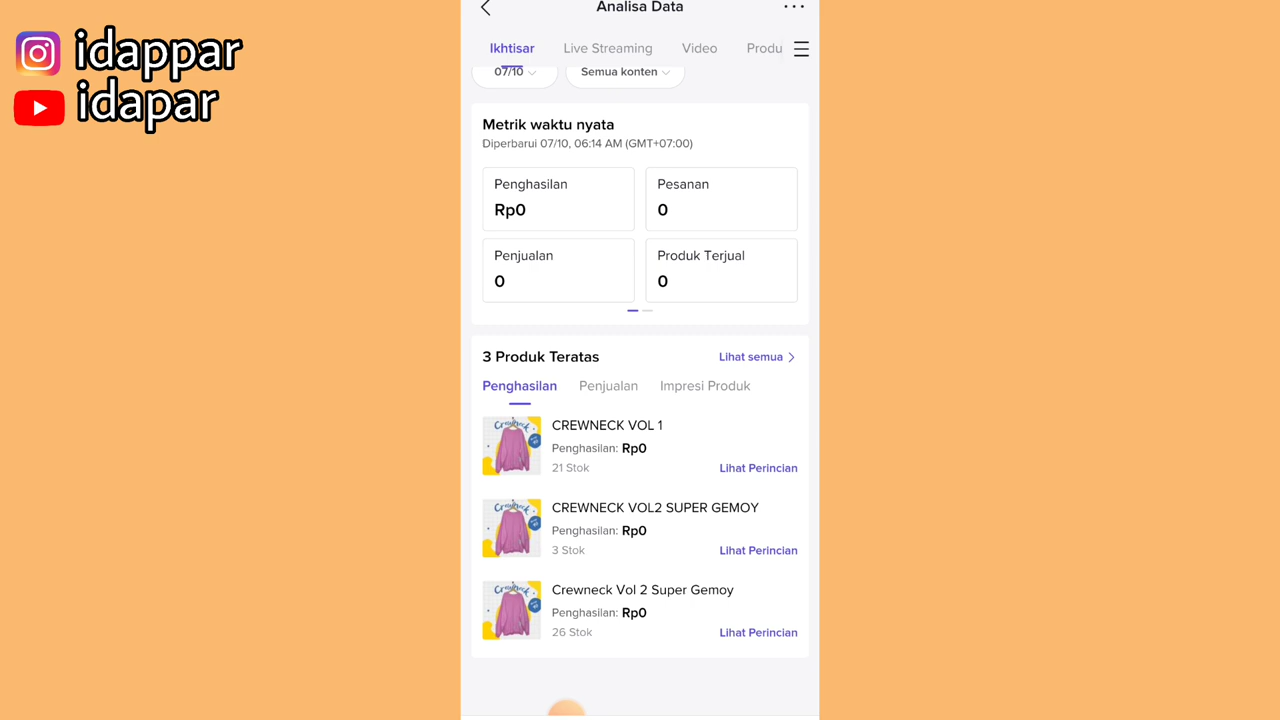 idappar
idapar
Analisa Data
Ikhtisar Live Streaming Video Produ
07/10 Semua konten
Metrik waktu nyata
Diperbarui 07/10, 06:14 AM (GMT+07:00)
Penghasilan Pesanan
Rp0 0
Penjualan Produk Terjual
0 0
3 Produk Teratas Lihat semua
Penghasilan Penjualan Impresi Produk
CREWNECK VOL 1
Penghasilan: Rp0
21 Stok Lihat Perincian
CREWNECK VOL2 SUPER GEMOY
Penghasilan: Rp0
3 Stok Lihat Perincian
Crewneck Vol 2 Super Gemoy
Penghasilan: Rp0
26 Stok Lihat Perincian